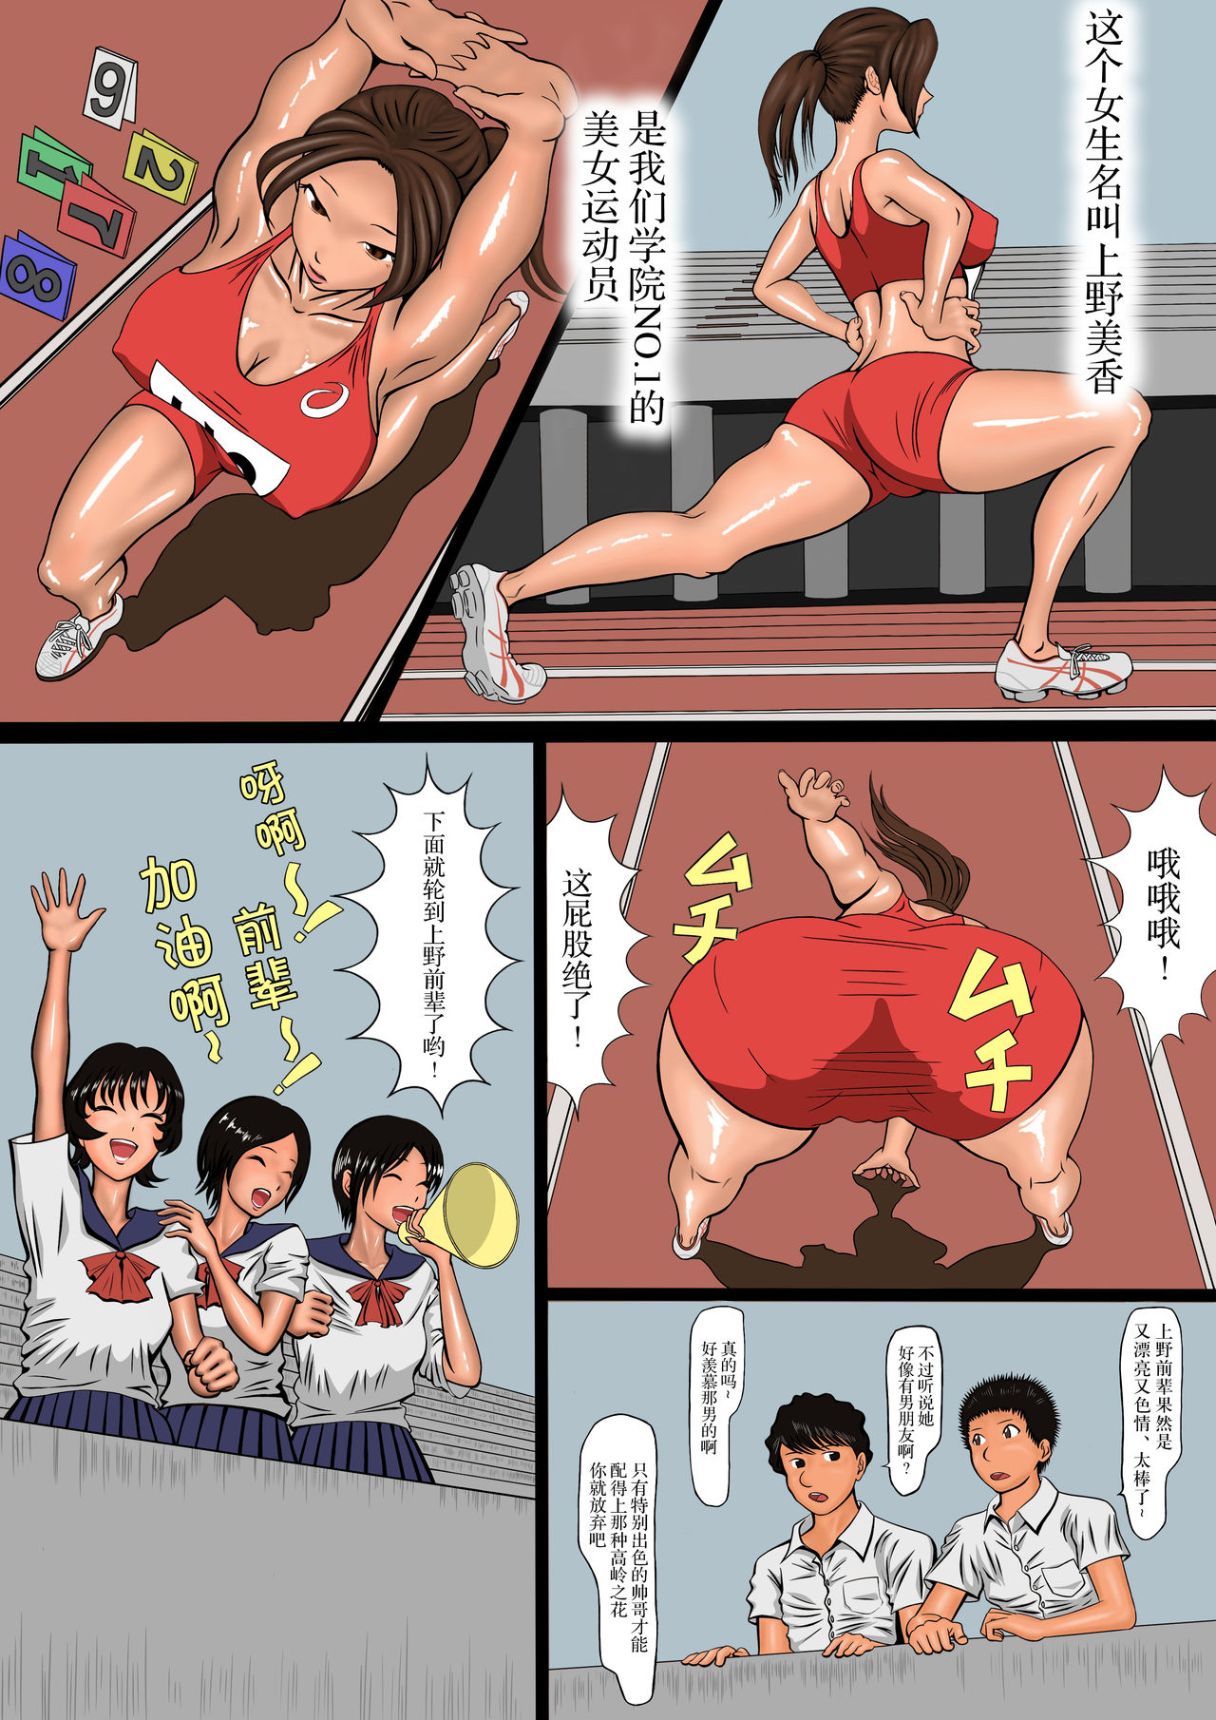 这个女生名叫上野美香
是我们学院NO.1的
美女运动员
9
2
1
7
8
哦哦哦！
这屁股绝了！
ムチ
ムチ
下面就轮到上野前辈了哟！
呀啊～！
前辈～！
加油啊～
上野前辈果然是
又漂亮又色情、太棒了~
不过听说她
好像有男朋友啊?
真的吗~
好羡慕那男的啊
只有特别出色的帅哥才能
配得上那种高岭之花
你就放弃吧